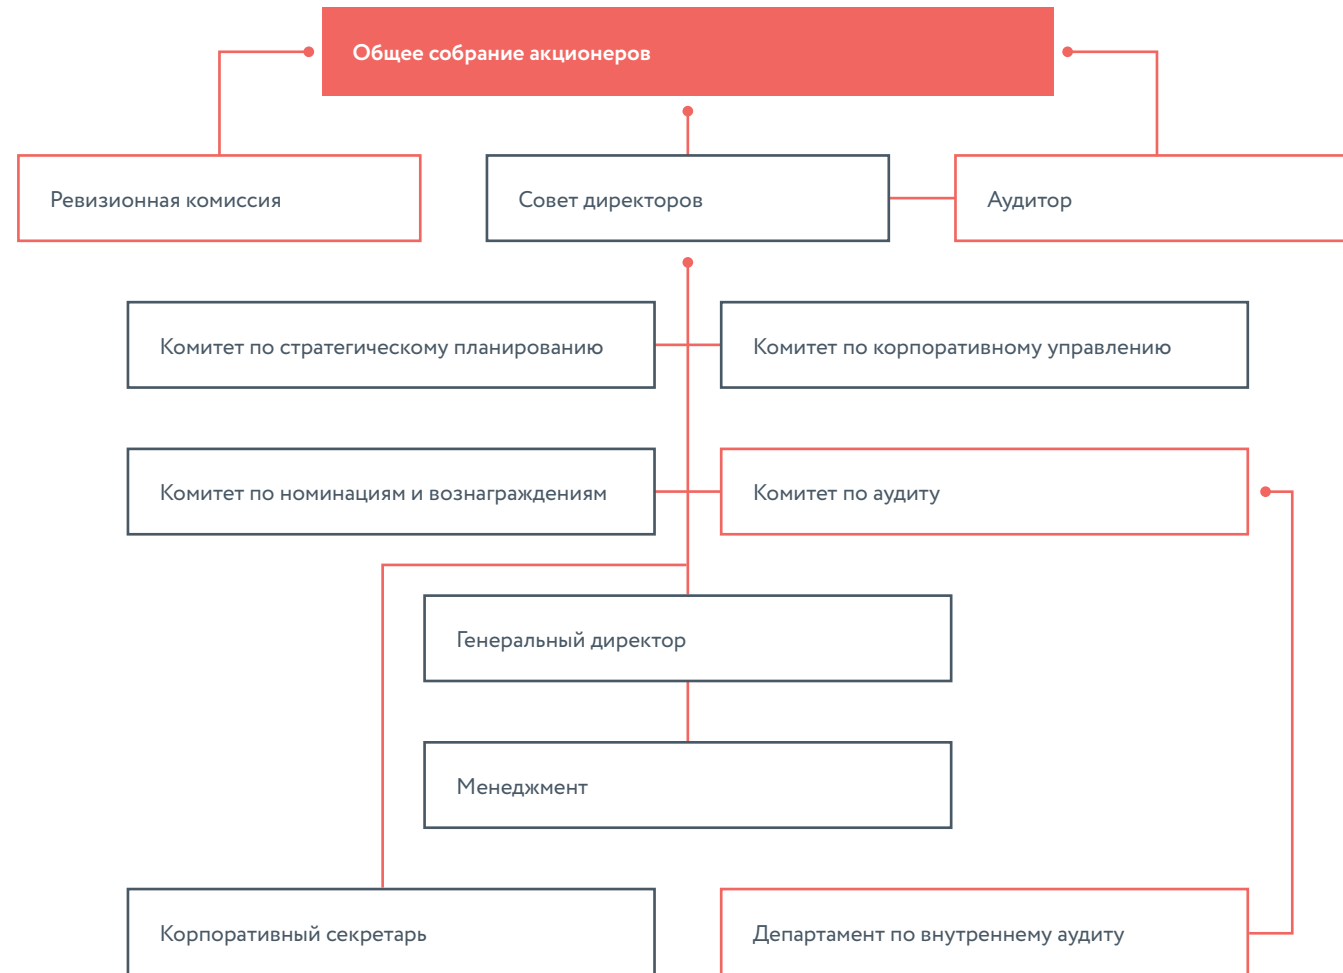 Общее собрание акционеров
Ревизионная комиссия
Совет директоров
Аудитор
Комитет по стратегическому планированию
Комитет по корпоративному управлению
Комитет по номинациям и вознаграждениям
Комитет по аудиту
Генеральный директор
Менеджмент
Корпоративный секретарь
Департамент по внутреннему аудиту